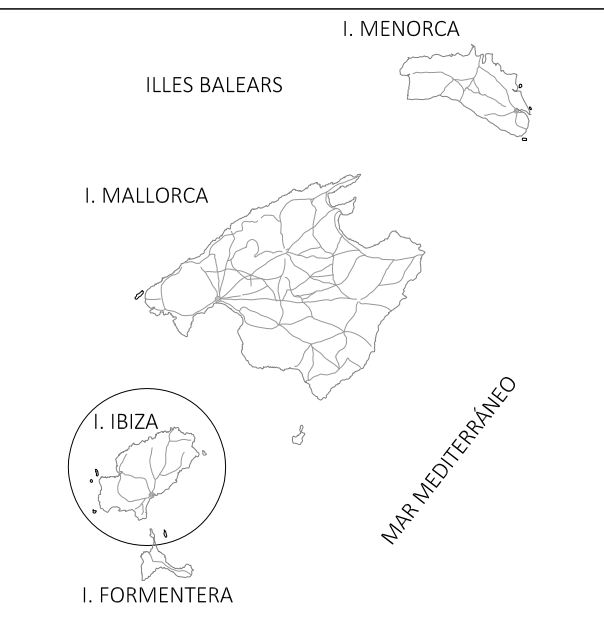 I. MENORCA
ILLES BALEARS
I. MALLORCA
I. IBIZA
MAR MEDITERRÁNEO
I. FORMENTERA